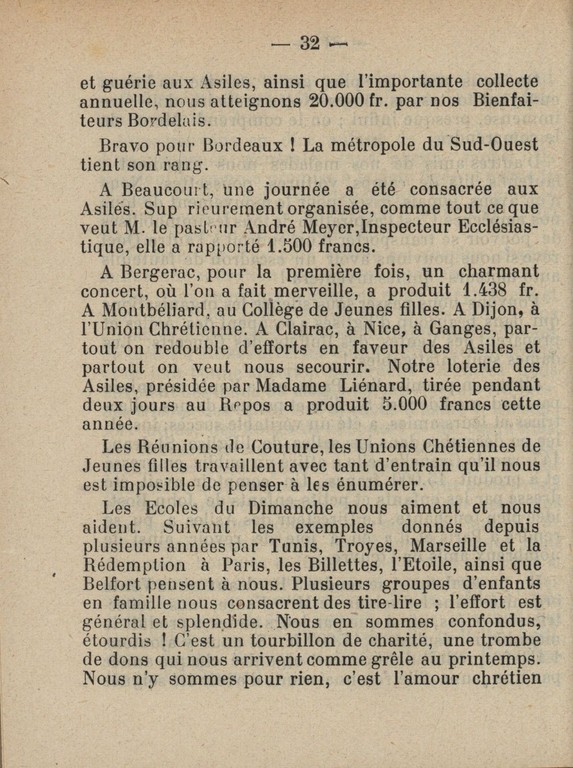 — 32 —
et guérie aux Asiles, ainsi que l'importante collecte
annuelle, nous atteignons 20.000 fr. par nos Bienfai-
teurs Bordelais.
Bravo pour Bordeaux ! La métropole du Sud-Ouest
tient son rang.
A Beaucourt, une journée a été consacrée aux
Asiles. Sup rieurement organisée, comme tout ce que
veut M. le pasteur André Meyer, Inspecteur Ecclésias-
tique, elle a rapporté 1.500 francs.
A Bergerac, pour la première fois, un charmant
concert, où l'on a fait merveille, a produit 1.438 fr.
A Montbéliard, au Collège de Jeunes filles. A Dijon, à
l'Union Chrétienne. A Clairac, à Nice, à Ganges, par-
tout on redouble d'efforts en faveur des Asiles et
partout on veut nous secourir. Notre loterie des
Asiles, présidée par Madame Liénard, tirée pendant
deux jours au Repos a produit 5.000 francs cette
année.
Les Réunions de Couture, les Unions Chétiennes de
Jeunes filles travaillent avec tant d'entrain qu'il nous
est impossible de penser à les énumérer.
Les Ecoles du Dimanche nous aiment et nous
aident. Suivant les exemples donnés depuis
plusieurs années par Tunis, Troyes, Marseille et la
Rédemption à Paris, les Billettes, l'Etoile, ainsi que
Belfort pensent à nous. Plusieurs groupes d'enfants
en famille nous consacrent des tire-lire ; l'effort est
général et splendide. Nous en sommes confondus,
étourdis ! C'est un tourbillon de charité, une trombe
de dons qui nous arrivent comme grêle au printemps.
Nous n'y sommes pour rien, c'est l'amour chrétien